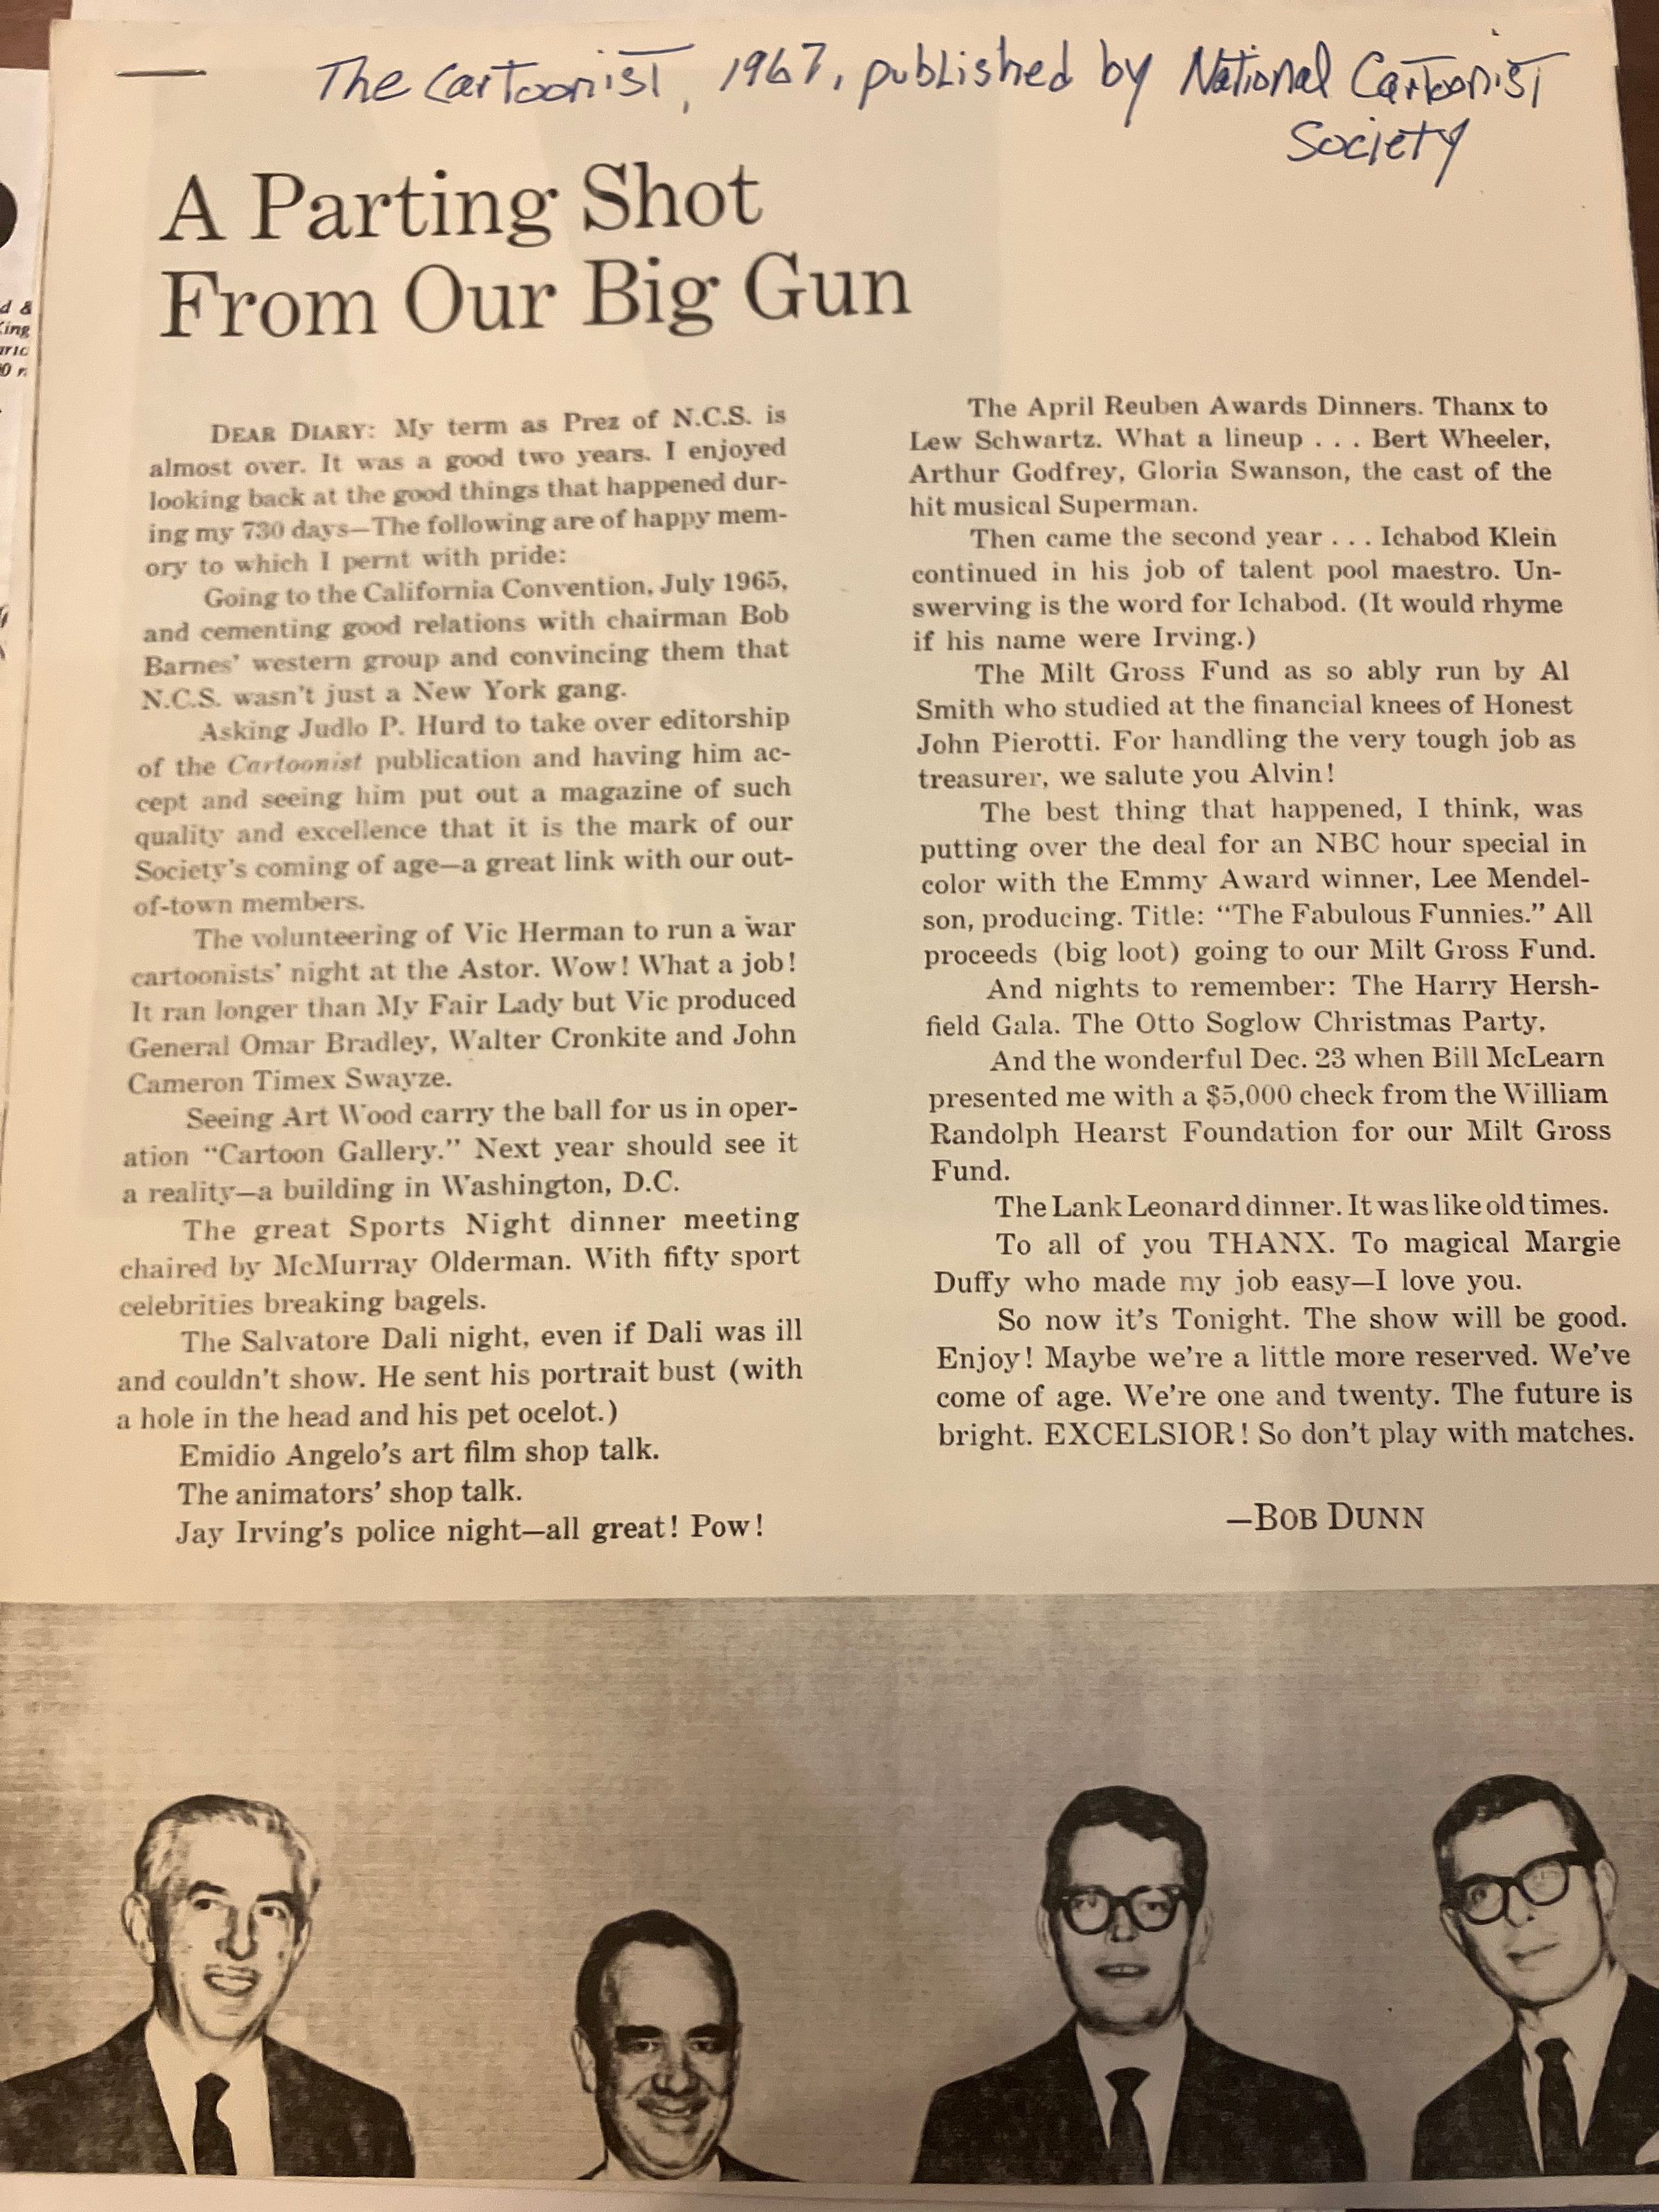 The Cartoonist, 1967, published by National Cartoonist
Society
A Parting Shot
From Our Big Gun
DEAR DIARY: My term as Prez of N.C.S. is
almost over. It was a good two years. I enjoyed
looking back at the good things that happened dur-
ing my 730 days—The following are of happy mem-
ory to which I pernt with pride:
Going to the California Convention, July 1965,
and cementing good relations with chairman Bob
Barnes' western group and convincing them that
N.C.S. wasn't just a New York gang.
Asking Judlo P. Hurd to take over editorship
of the Cartoonist publication and having him ac-
cept and seeing him put out a magazine of such
quality and excellence that it is the mark of our
Society's coming of age—a great link with our out-
of-town members.
The volunteering of Vic Herman to run a war
cartoonists' night at the Astor. Wow! What a job!
It ran longer than My Fair Lady but Vic produced
General Omar Bradley, Walter Cronkite and John
Cameron Timex Swayze.
Seeing Art Wood carry the ball for us in oper-
ation "Cartoon Gallery." Next year should see it
a reality—a building in Washington, D.C.
The great Sports Night dinner meeting
chaired by McMurray Olderman. With fifty sport
celebrities breaking bagels.
The Salvatore Dali night, even if Dali was ill
and couldn't show. He sent his portrait bust (with
a hole in the head and his pet ocelot.)
Emidio Angelo's art film shop talk.
The animators' shop talk.
Jay Irving's police night—all great! Pow!
The April Reuben Awards Dinners. Thanx to
Lew Schwartz. What a lineup . . . Bert Wheeler,
Arthur Godfrey, Gloria Swanson, the cast of the
hit musical Superman.
Then came the second year . . . Ichabod Klein
continued in his job of talent pool maestro. Un-
swerving is the word for Ichabod. (It would rhyme
if his name were Irving.)
The Milt Gross Fund as so ably run by Al
Smith who studied at the financial knees of Honest
John Pierotti. For handling the very tough job as
treasurer, we salute you Alvin!
The best thing that happened, I think, was
putting over the deal for an NBC hour special in
color with the Emmy Award winner, Lee Mendel-
son, producing. Title: "The Fabulous Funnies." All
proceeds (big loot) going to our Milt Gross Fund.
And nights to remember: The Harry Hersh-
field Gala. The Otto Soglow Christmas Party.
And the wonderful Dec. 23 when Bill McLearn
presented me with a $5,000 check from the William
Randolph Hearst Foundation for our Milt Gross
Fund.
The Lank Leonard dinner. It was like old times.
To all of you THANX. To magical Margie
Duffy who made my job easy—I love you.
So now it's Tonight. The show will be good.
Enjoy! Maybe we're a little more reserved. We've
come of age. We're one and twenty. The future is
bright. EXCELSIOR! So don't play with matches.
—BOB DUNN